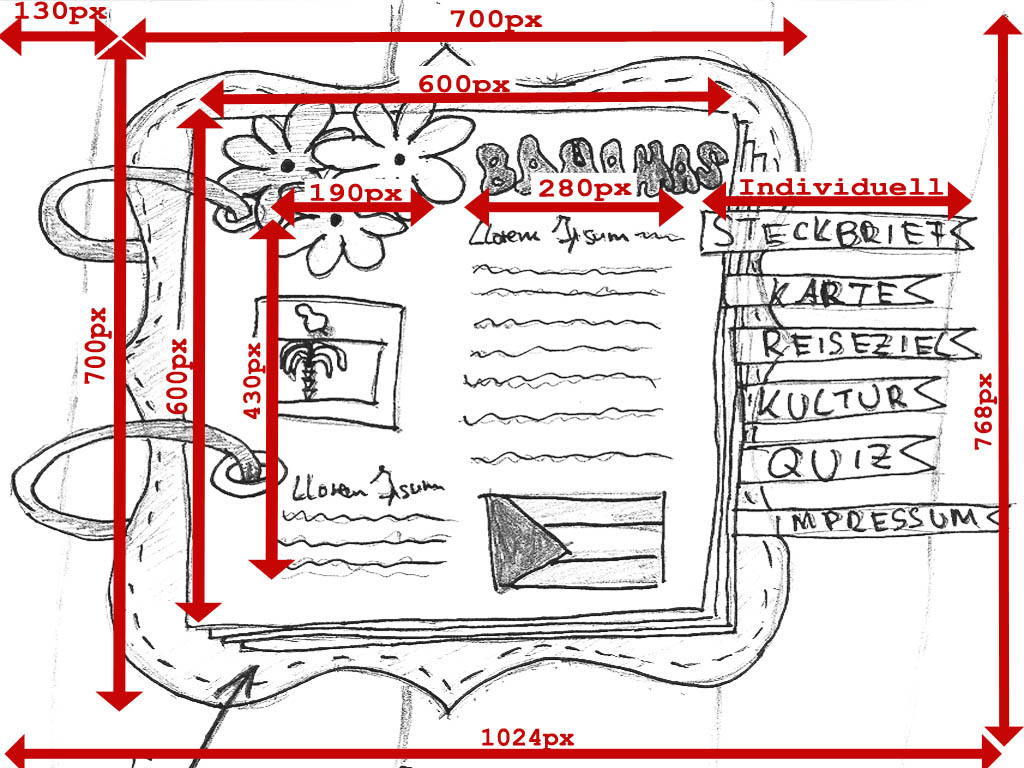 130px
700px
600px
BAHAMAS
190px
280px
Individuell
Lorem Ipsum
STECKBRIEF
KARTE
REISEZIEL
KULTUR
QUIZ
IMPRESSUM
700px
600px
430px
768px
LLorem Ipsum
1024px